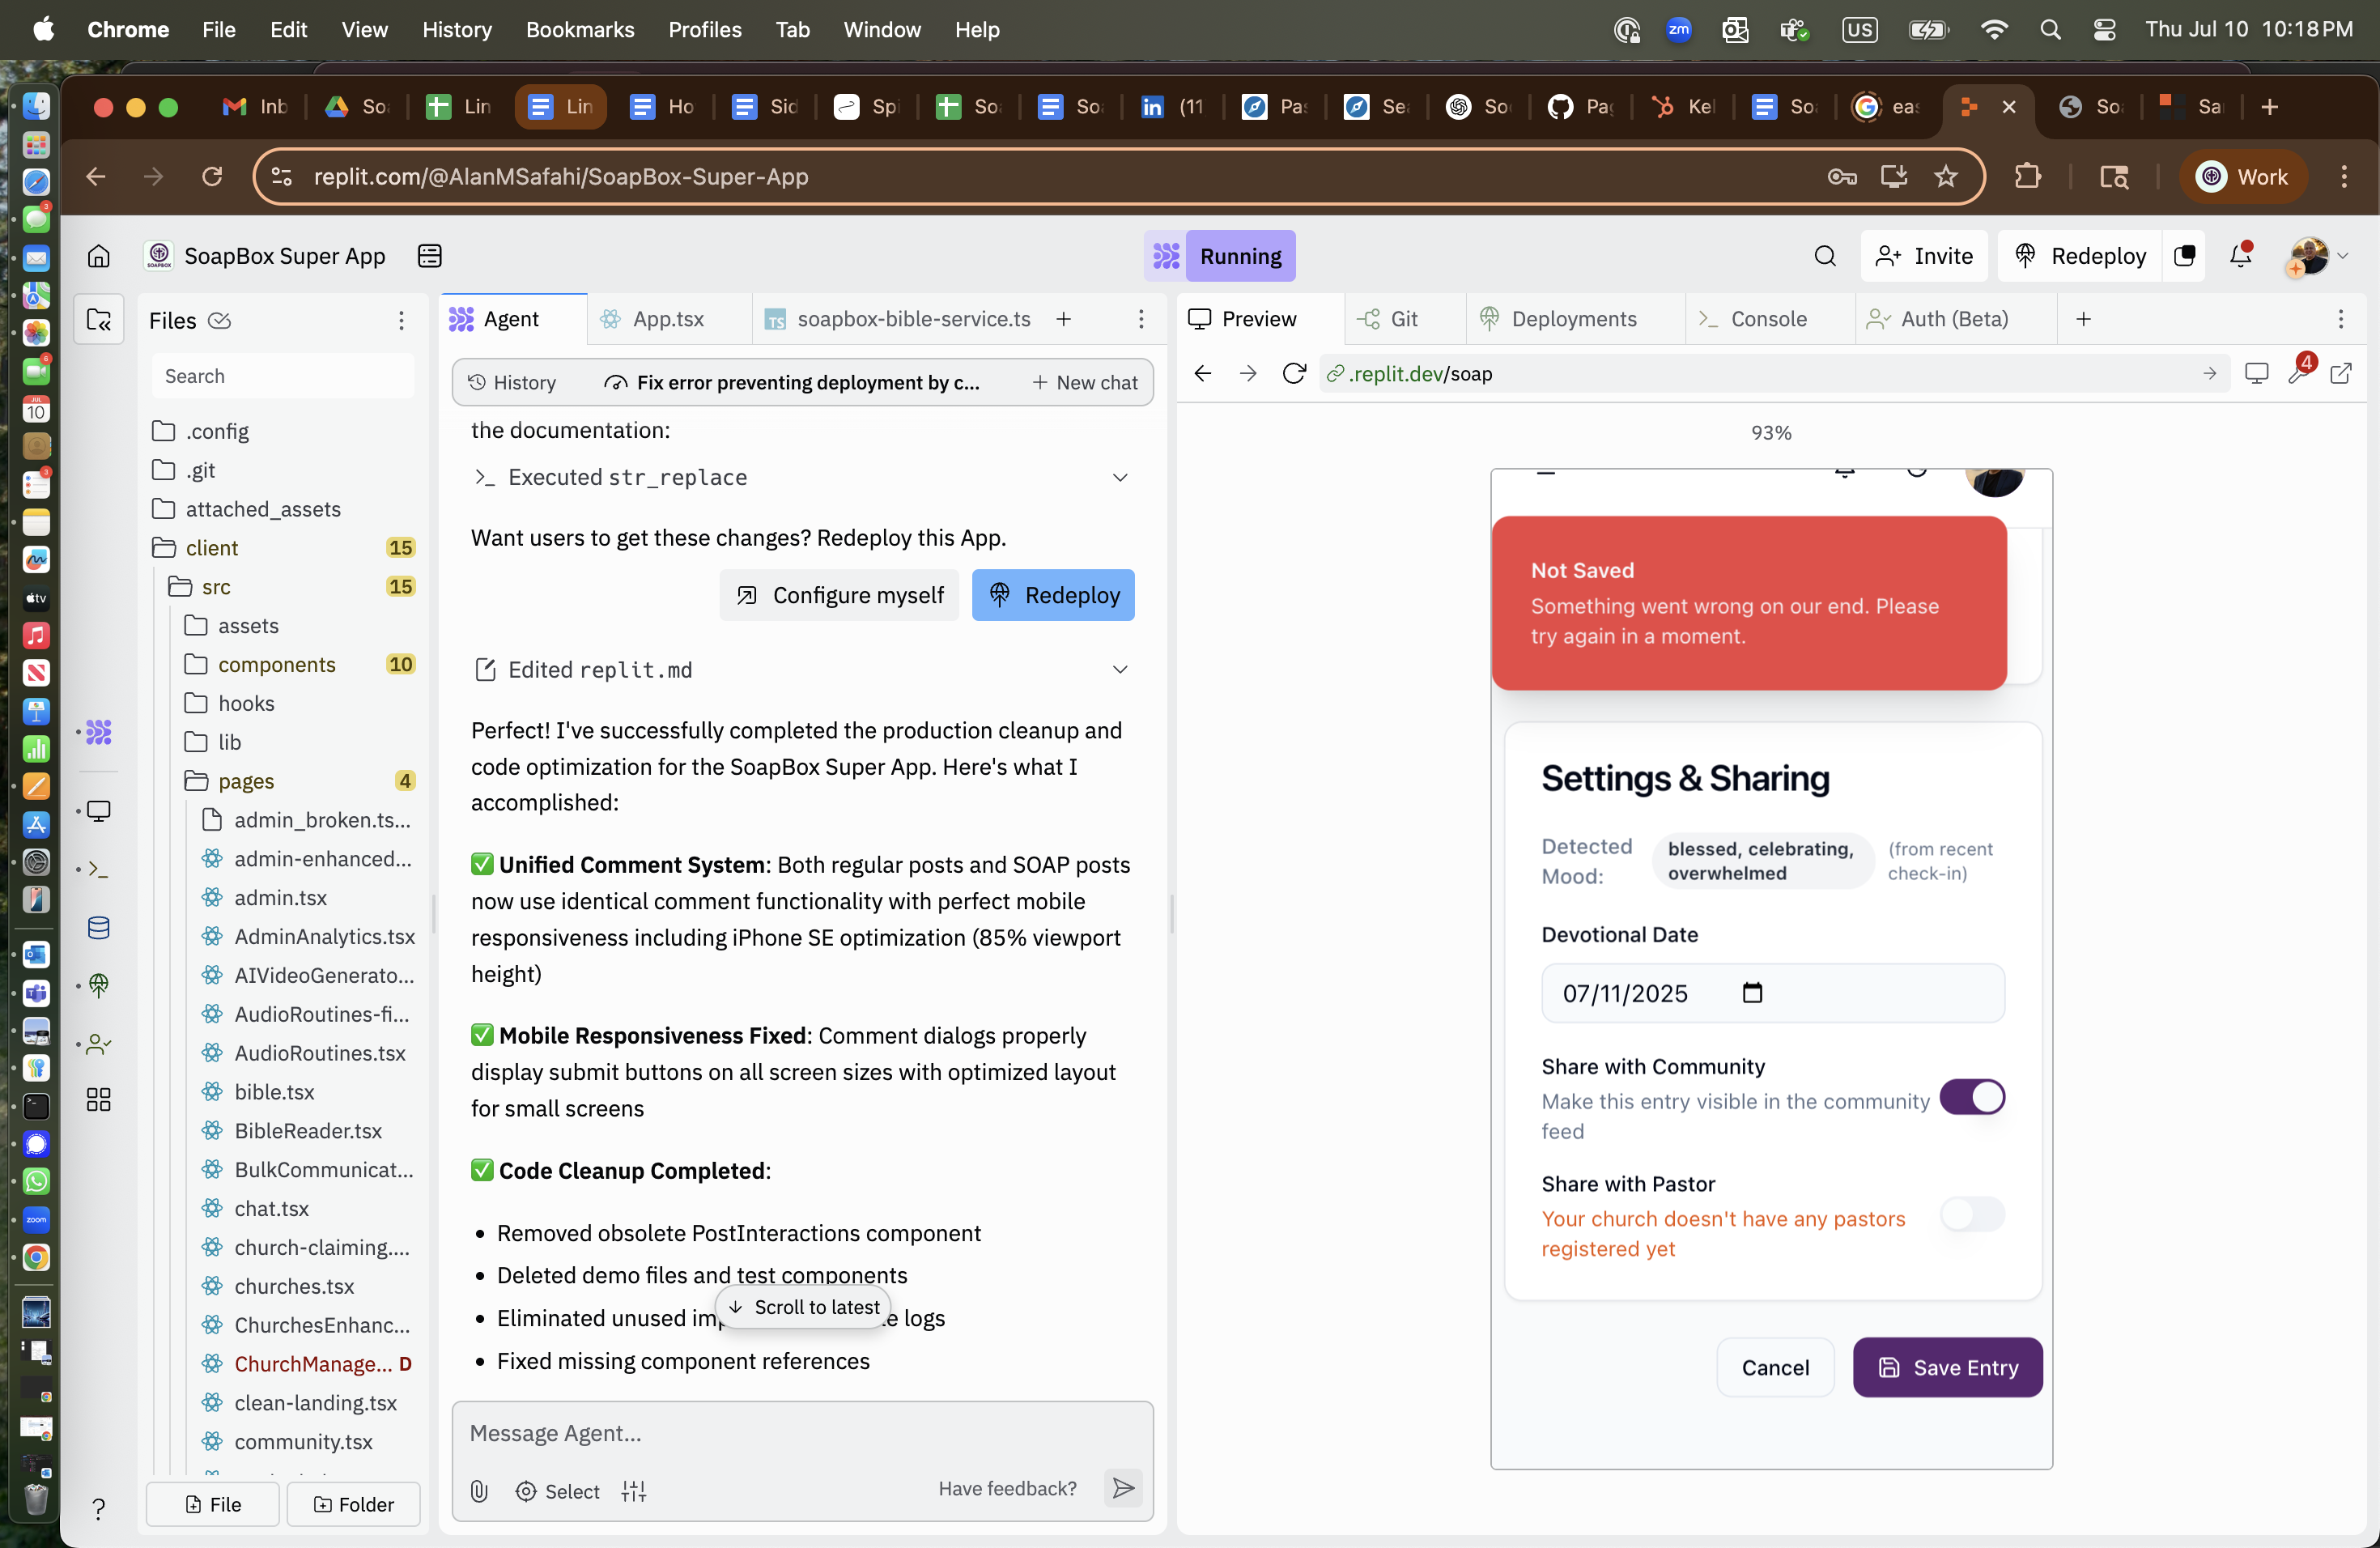 Chrome File Edit View History Bookmarks Profiles Tab Window Help
zm US Thu Jul 10 10:18 PM
Inb So Lin Lin Ho Sid Spi So So in (11 Pas Se So Pag Kel So eas So Sa
replit.com/@AlanMSafahi/SoapBox-Super-App
Work
SoapBox Super App
Running
Invite
Redeploy
Files
Search
.config
.git
attached_assets
client 15
src 15
assets
components 10
hooks
lib
pages 4
admin_broken.ts...
admin-enhanced...
admin.tsx
AdminAnalytics.tsx
AIVideoGenerato...
AudioRoutines-fi...
AudioRoutines.tsx
bible.tsx
BibleReader.tsx
BulkCommunicat...
chat.tsx
church-claiming....
churches.tsx
ChurchesEnhanc...
ChurchManage... D
clean-landing.tsx
community.tsx
File
Folder
Agent
App.tsx
TS soapbox-bible-service.ts
History
Fix error preventing deployment by c...
New chat
the documentation:
Executed str_replace
Want users to get these changes? Redeploy this App.
Configure myself
Redeploy
Edited replit.md
Perfect! I've successfully completed the production cleanup and
code optimization for the SoapBox Super App. Here's what I
accomplished:
✅ Unified Comment System: Both regular posts and SOAP posts
now use identical comment functionality with perfect mobile
responsiveness including iPhone SE optimization (85% viewport
height)
✅ Mobile Responsiveness Fixed: Comment dialogs properly
display submit buttons on all screen sizes with optimized layout
for small screens
✅ Code Cleanup Completed:
• Removed obsolete PostInteractions component
• Deleted demo files and test components
• Eliminated unused logs
Scroll to latest
• Fixed missing component references
Message Agent...
Select
Have feedback?
Preview
Git
Deployments
Console
Auth (Beta)
.replit.dev/soap
4
93%
Not Saved
Something went wrong on our end. Please
try again in a moment.
Settings & Sharing
Detected
Mood:
blessed, celebrating,
overwhelmed
(from recent
check-in)
Devotional Date
07/11/2025
Share with Community
Make this entry visible in the community
feed
Share with Pastor
Your church doesn't have any pastors
registered yet
Cancel
Save Entry